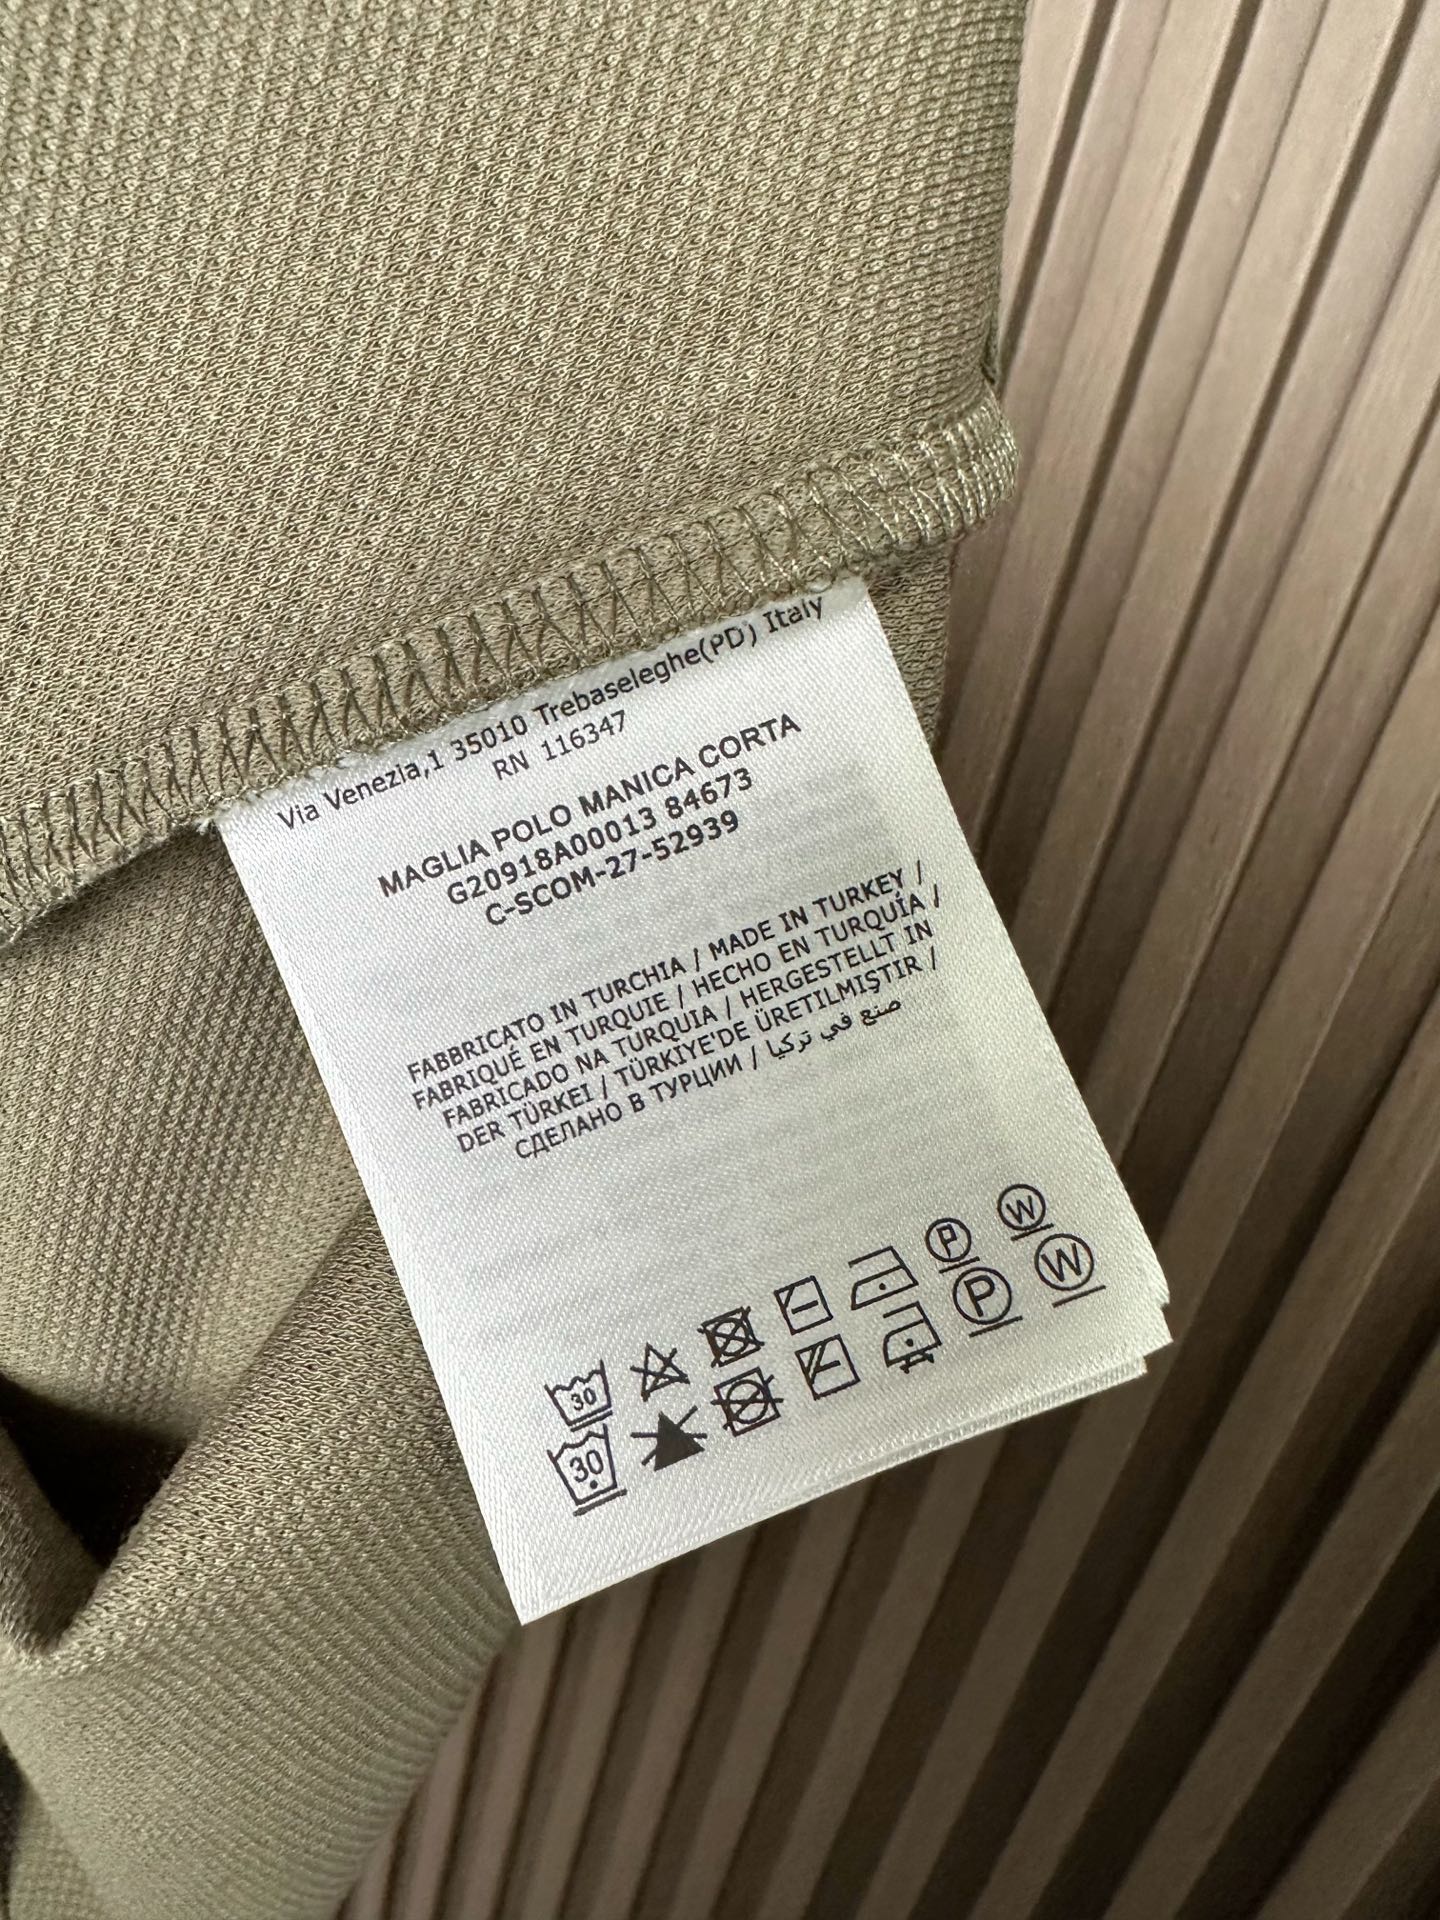 Via Venezia,1 35010 Trebaseleghe(PD) Italy
RN 116347
MAGLIA POLO MANICA CORTA
G20918A00013 84673
C-SCOM-27-52939
FABBRICATO IN TURCHIA / MADE IN TURKEY /
FABRIQUÉ EN TURQUIE / HECHO EN TURQUÍA /
FABRICADO NA TURQUIA / HERGESTELLT IN
DER TÜRKEI / TÜRKIYE'DE ÜRETILMIŞTIR /
СДЕЛАНО В ТУРЦИИ / صنع في تركيا
30 P W
30 P W